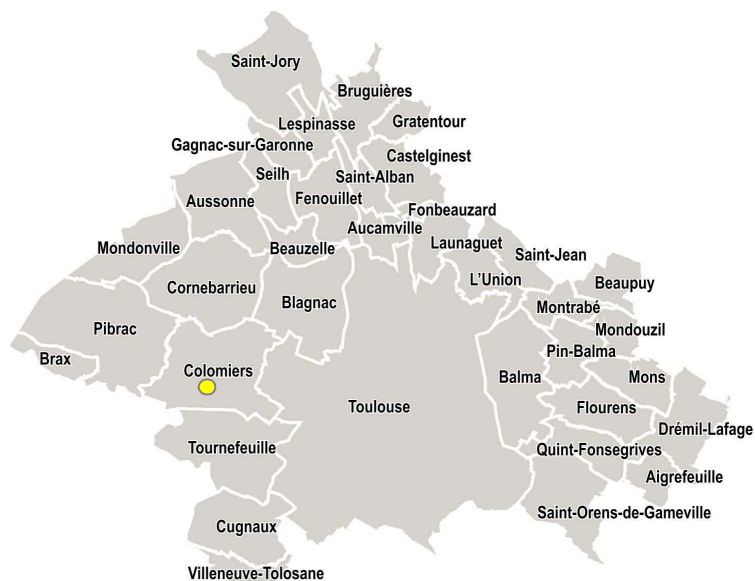 Saint-Jory
Bruguières
Lespinasse
Gratentour
Gagnac-sur-Garonne
Castelginest
Seilh
Saint-Alban
Aussonne
Fenouillet
Fonbeauzard
Aucamville
Mondonville
Beauzelle
Launaguet
Saint-Jean
L'Union
Beaupuy
Cornebarrieu
Blagnac
Montrabé
Pibrac
Mondouzil
Brax
Pin-Balma
Colomiers
Balma
Mons
Toulouse
Flourens
Drémil-Lafage
Tournefeuille
Quint-Fonsegrives
Aigrefeuille
Saint-Orens-de-Gameville
Cugnaux
Villeneuve-Tolosane